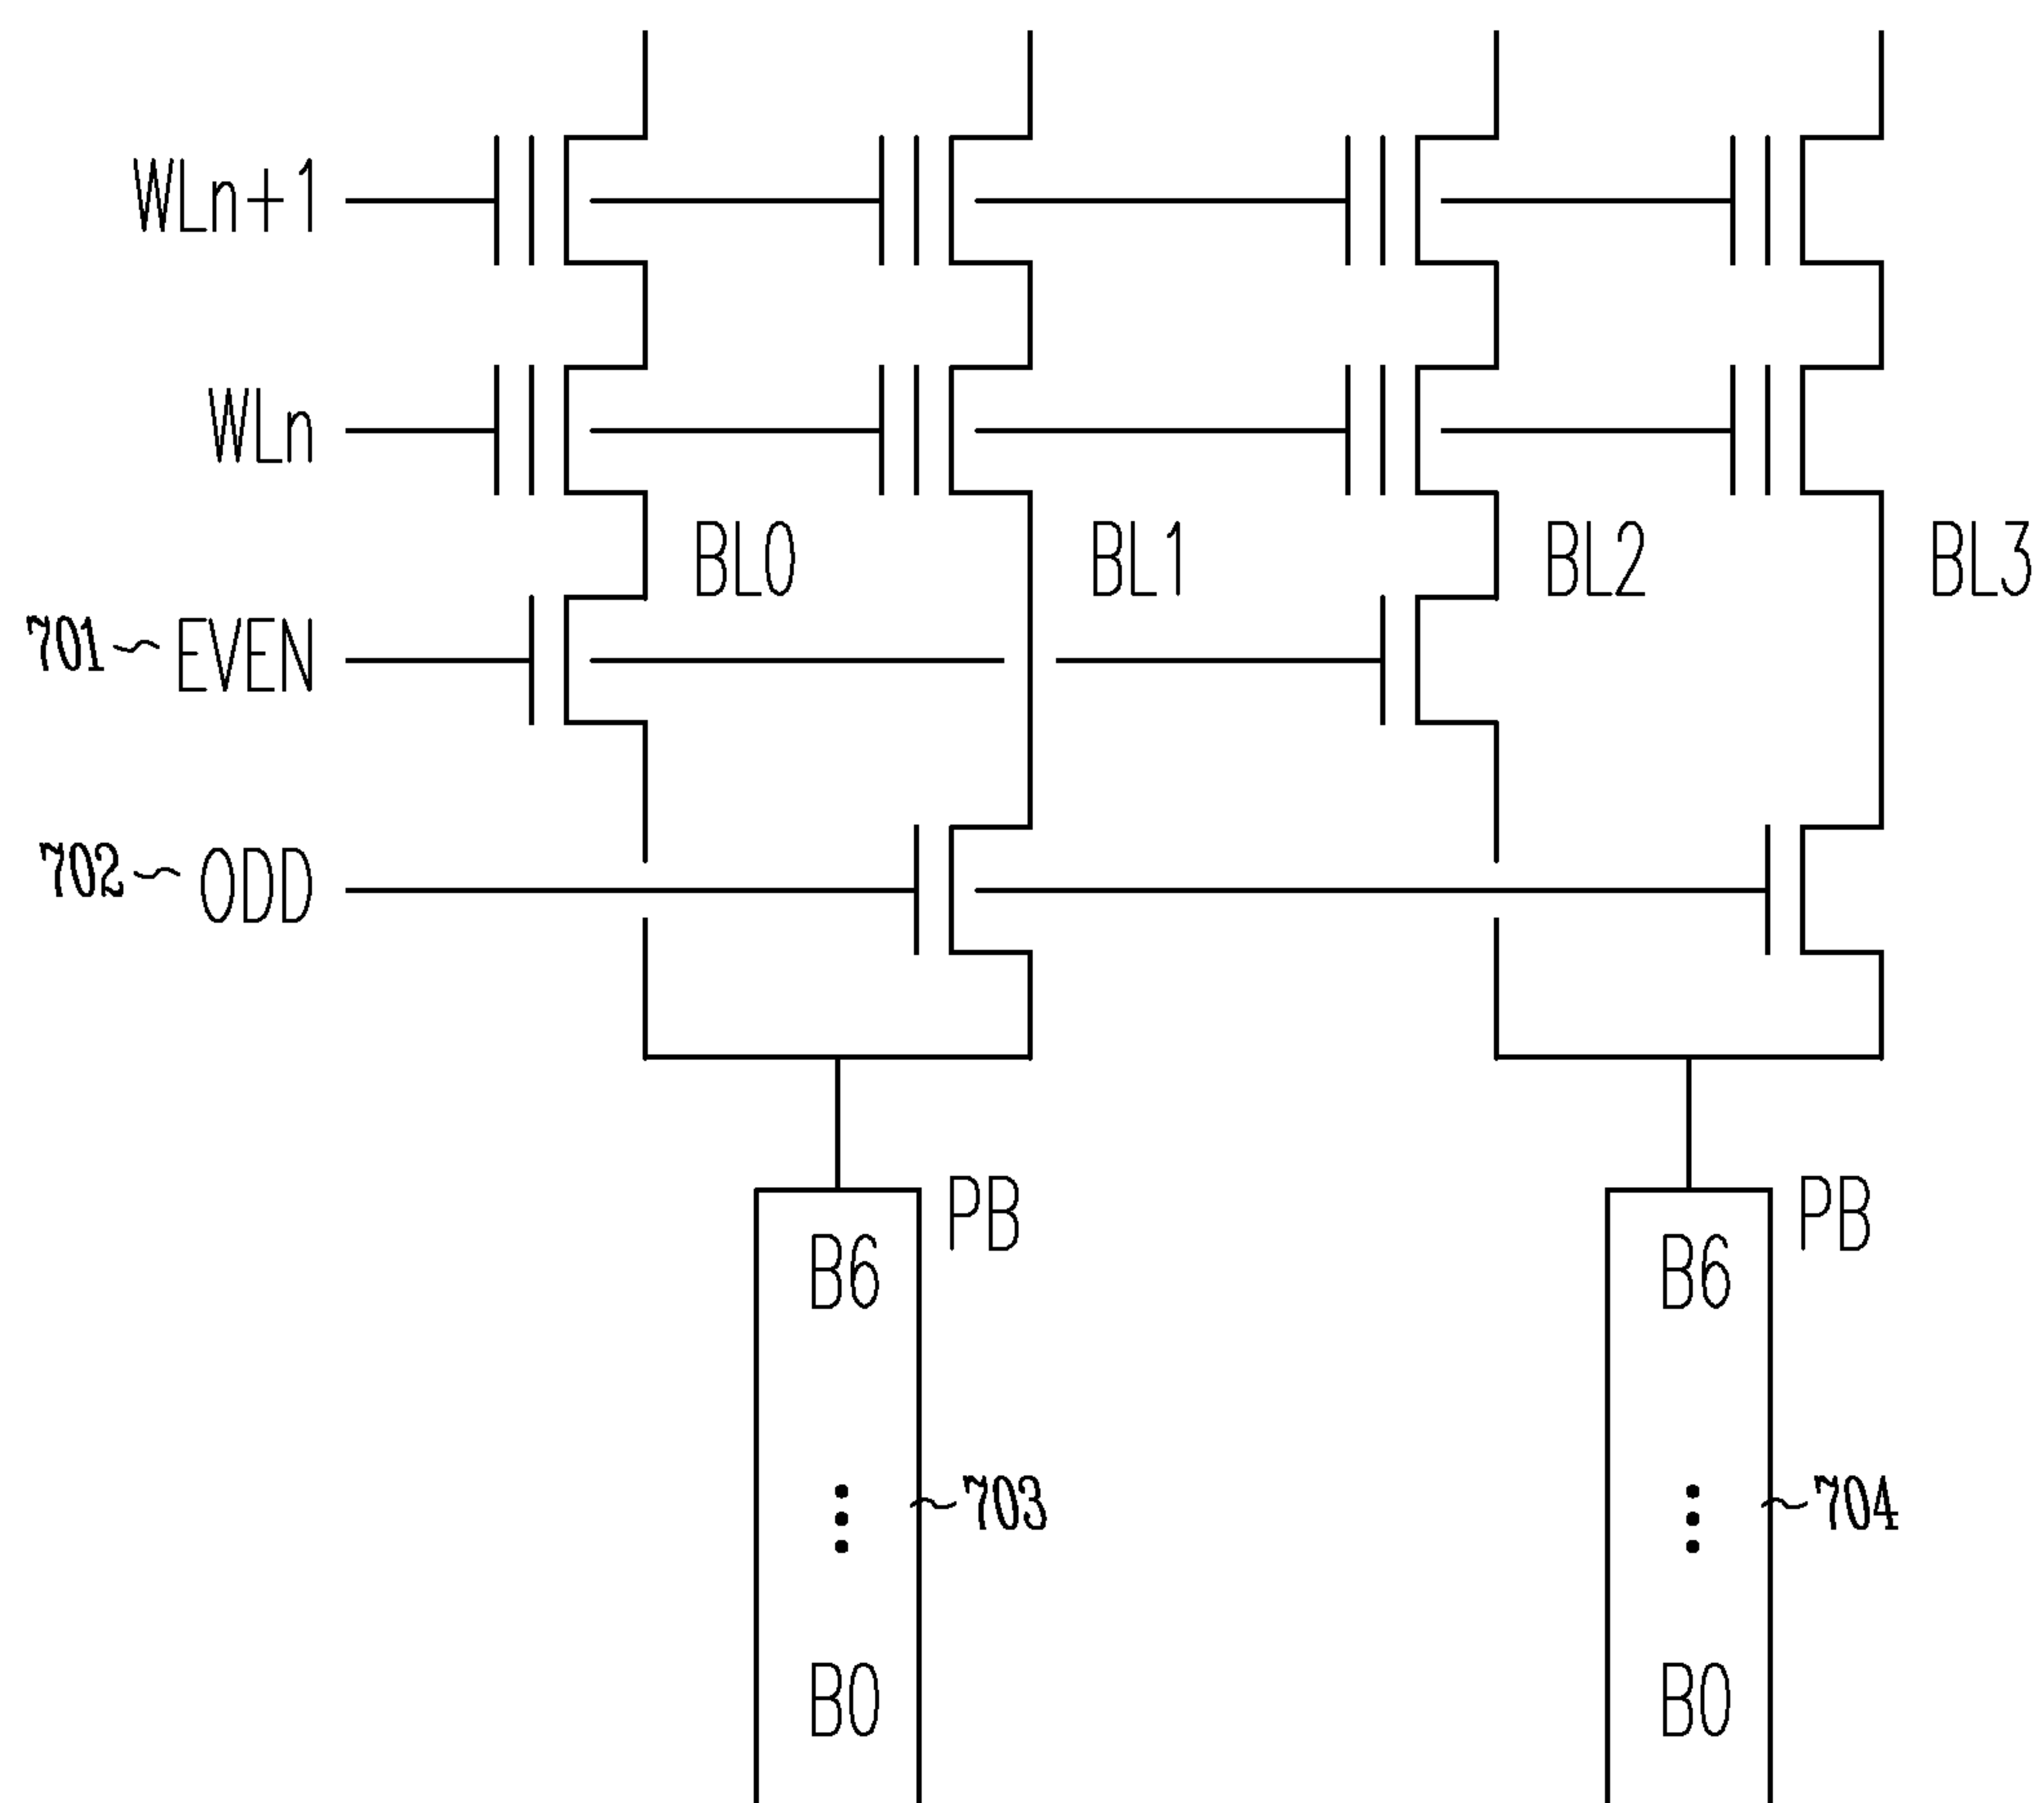 WLn+1
WLn
BL0 BL1 BL2 BL3
701 EVEN
702 ODD
PB PB
B6 B6
703 704
B0 B0